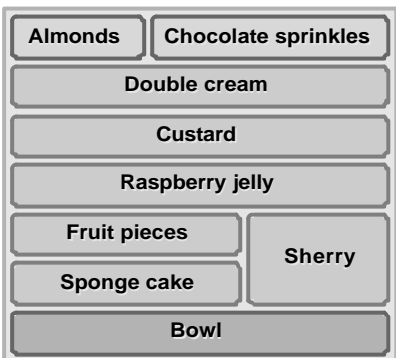 Almonds Chocolate sprinkles
Double cream
Custard
Raspberry jelly
Fruit pieces
Sherry
Sponge cake
Bowl